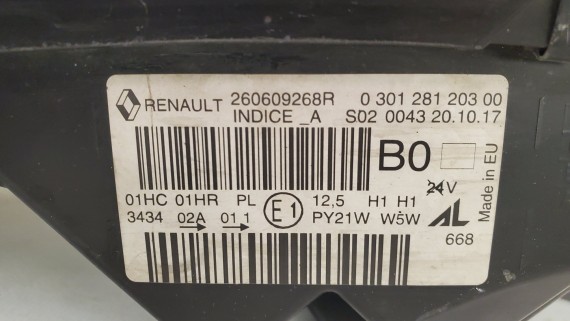 RENAULT 260609268R 0 301 281 203 00
INDICE _A S02 0043 20.10.17
B0
Made in EU
01HC 01HR PL E1 12,5 H1 H1 24V
3434 02A 01 1 PY21W W5W AL
668